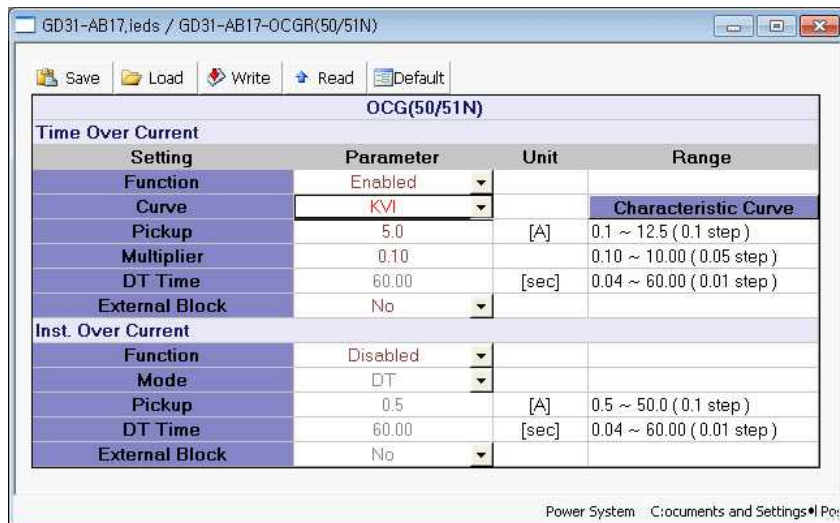 GD31-AB17,ieds / GD31-AB17-OCGR(50/51N)
Save Load Write Read Default
OCG(50/51N)
Time Over Current
Setting Parameter Unit Range
Function Enabled
Curve KVI Characteristic Curve
Pickup 5.0 [A] 0.1 ~ 12.5 ( 0.1 step )
Multiplier 0.10 0.10 ~ 10.00 ( 0.05 step )
DT Time 60.00 [sec] 0.04 ~ 60.00 ( 0.01 step )
External Block No
Inst. Over Current
Function Disabled
Mode DT
Pickup 0.5 [A] 0.5 ~ 50.0 ( 0.1 step )
DT Time 60.00 [sec] 0.04 ~ 60.00 ( 0.01 step )
External Block No
Power System C:ocuments and Settings